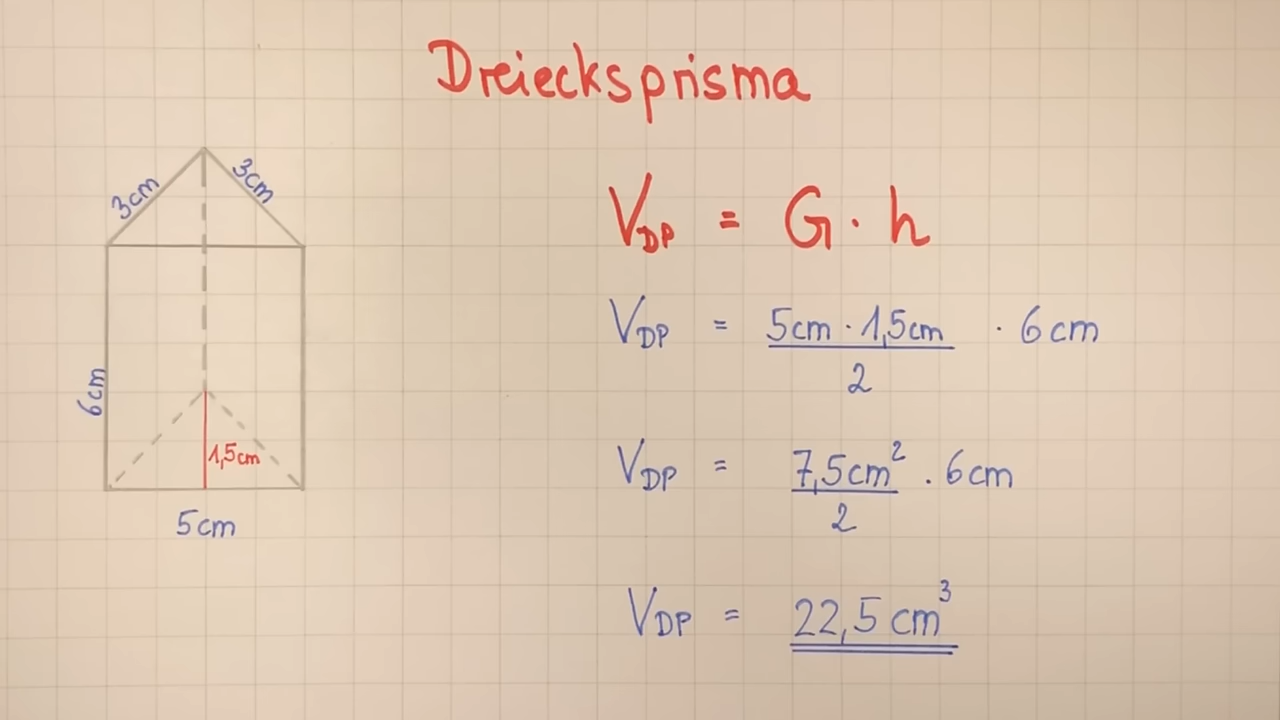 Dreiecksprisma
3cm 3cm
6cm
1,5cm
5cm
V_DP = G · h
V_DP = 5cm · 1,5cm / 2 · 6cm
V_DP = 7,5cm² / 2 · 6cm
V_DP = 22,5 cm³